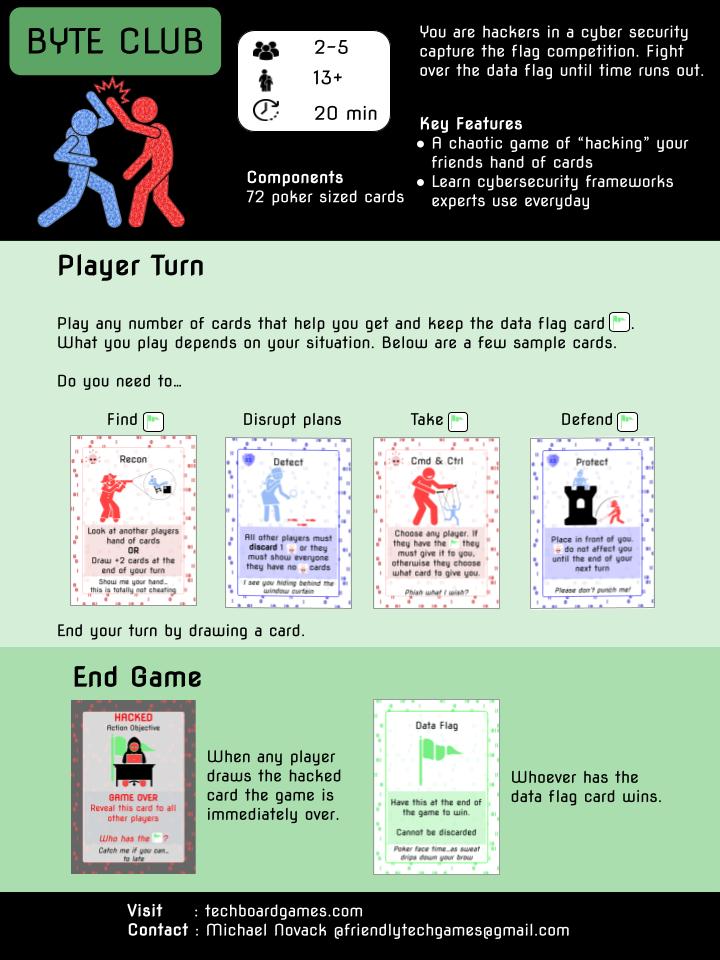 BYTE CLUB
2-5
13+
20 min
Components
72 poker sized cards
You are hackers in a cyber security
capture the flag competition. Fight
over the data flag until time runs out.
Key Features
• A chaotic game of “hacking” your
friends hand of cards
• Learn cybersecurity frameworks
experts use everyday
Player Turn
Play any number of cards that help you get and keep the data flag card .
What you play depends on your situation. Below are a few sample cards.
Do you need to…
Find
Recon
Look at another players
hand of cards
OR
Draw +2 cards at the
end of your turn
Show me your hand...
this is totally not cheating
Disrupt plans
Detect
All other players must
discard 1 or they
must show everyone
they have no cards
I see you hiding behind the
window curtain
Take
Cmd & Ctrl
Choose any player. If
they have the they
must give it to you,
otherwise they choose
what card to give you.
Phish what I wish?
Defend
Protect
Place in front of you.
do not affect you
until the end of your
next turn
Please don't punch me!
End your turn by drawing a card.
End Game
HACKED
Action Objective
GAME OVER
Reveal this card to all
other players
Who has the ?
Catch me if you can...
to late
When any player
draws the hacked
card the game is
immediately over.
Data Flag
Have this at the end of
the game to win.
Cannot be discarded
Poker face time...as sweat
drips down your brow
Whoever has the
data flag card wins.
Visit : techboardgames.com
Contact : Michael Novack @friendlytechgames@gmail.com